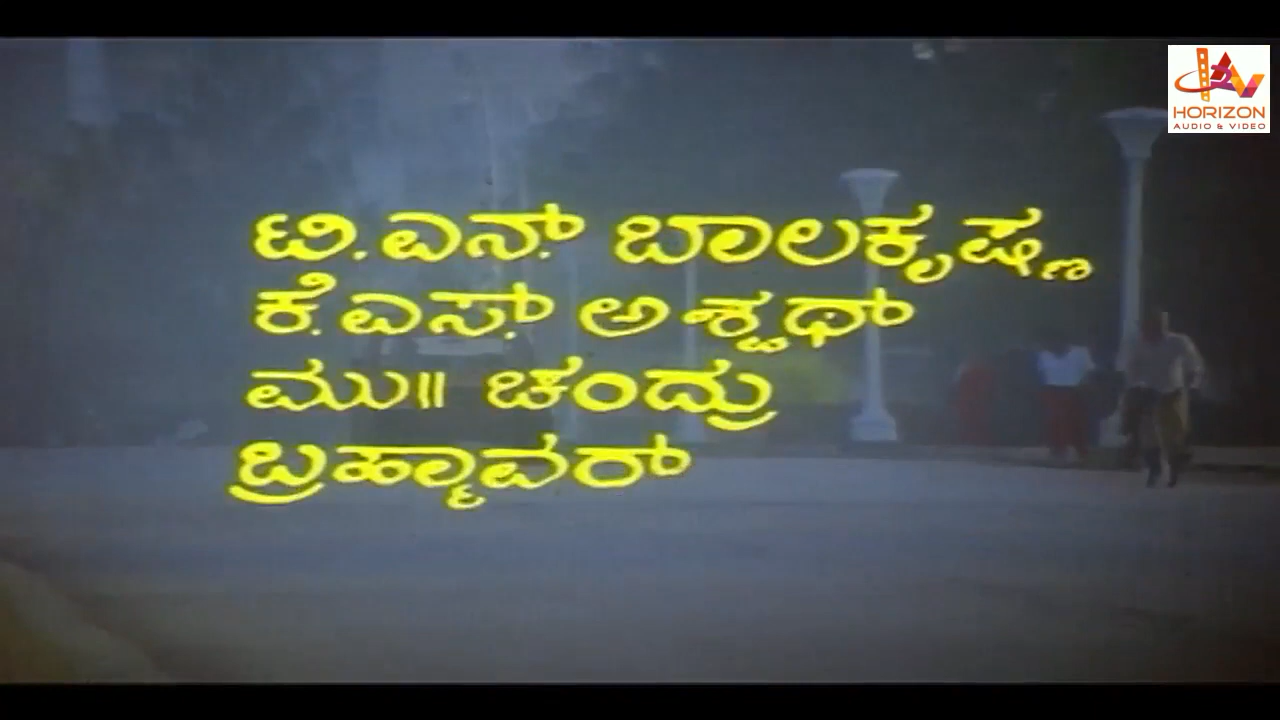 HORIZON
AUDIO & VIDEO
ಟಿ. ಎನ್. ಬಾಲಕೃಷ್ಣ
ಕೆ. ಎಸ್. ಅಶ್ವಥ್
ಮು॥ ಚಂದ್ರು
ಬ್ರಹ್ಮಾವರ್